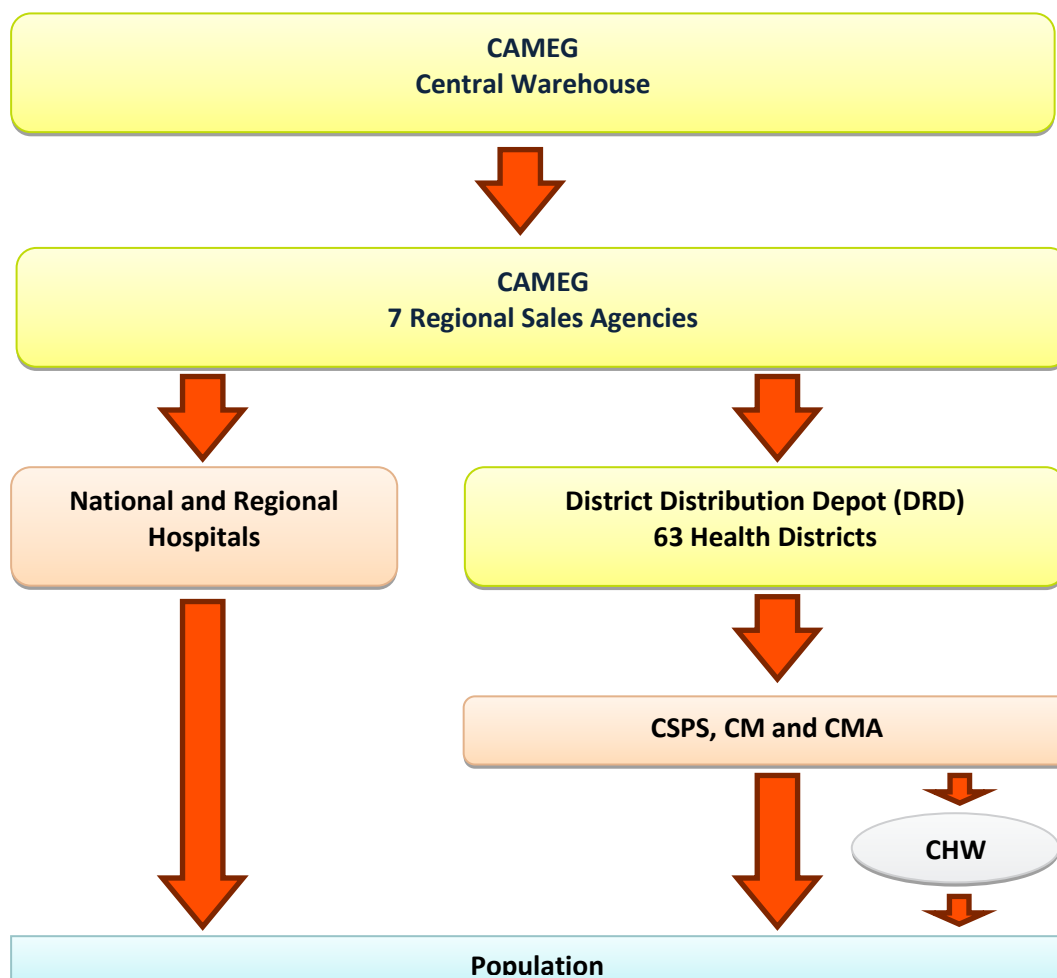 CAMEG
Central Warehouse
CAMEG
7 Regional Sales Agencies
National and Regional
Hospitals
District Distribution Depot (DRD)
63 Health Districts
CSPS, CM and CMA
CHW
Population